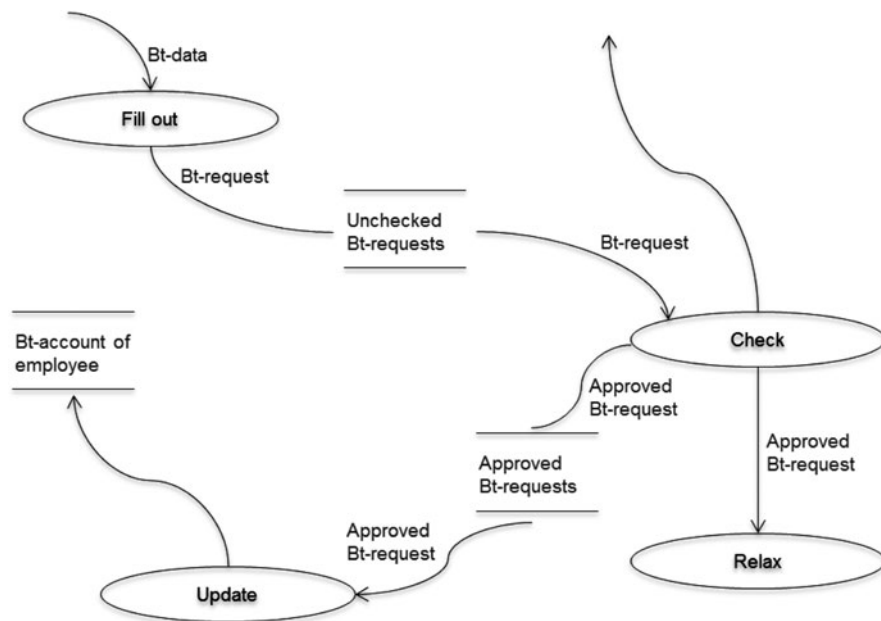 Bt-data
Fill out
Bt-request
Unchecked
Bt-requests
Bt-request
Bt-account of
employee
Check
Approved
Bt-request
Approved
Bt-requests
Approved
Bt-request
Approved
Bt-request
Relax
Update